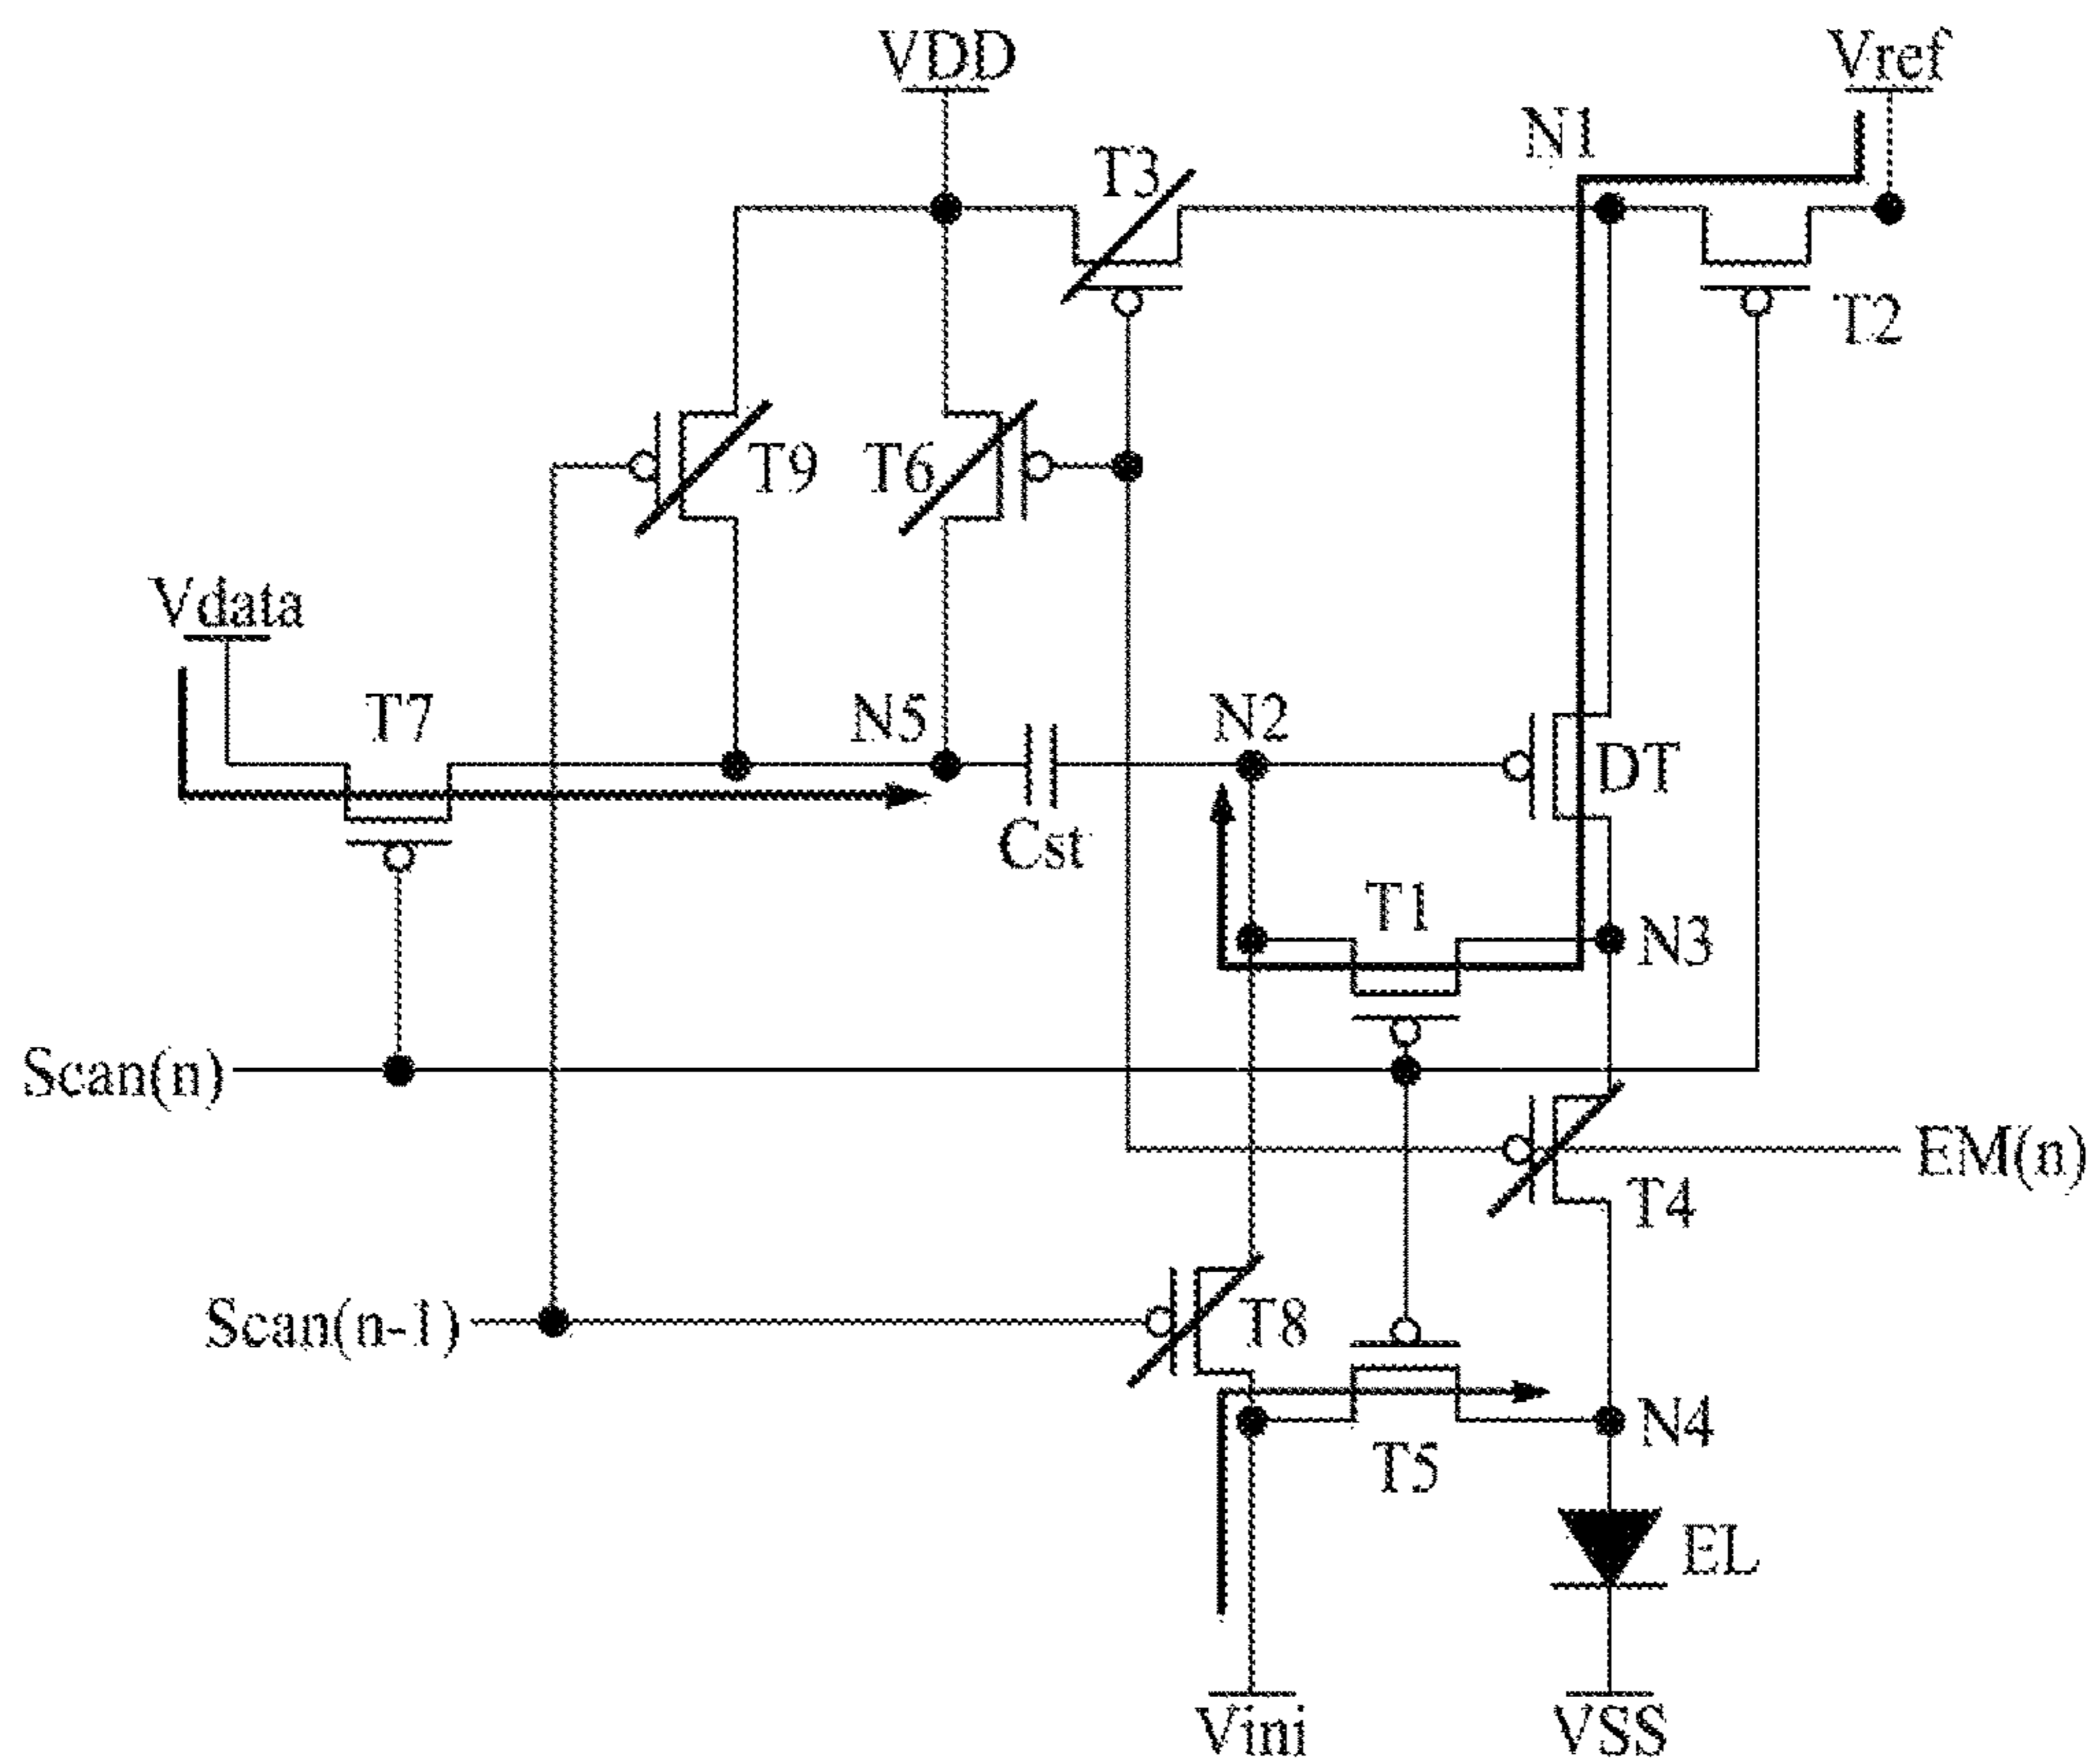 VDD
Vref
N1
T3
T2
T9
T6
Vdata
T7
N5
N2
DT
Cst
T1
N3
Scan(n)
EM(n)
T4
Scan(n-1)
T8
N4
T5
EL
Vini
VSS